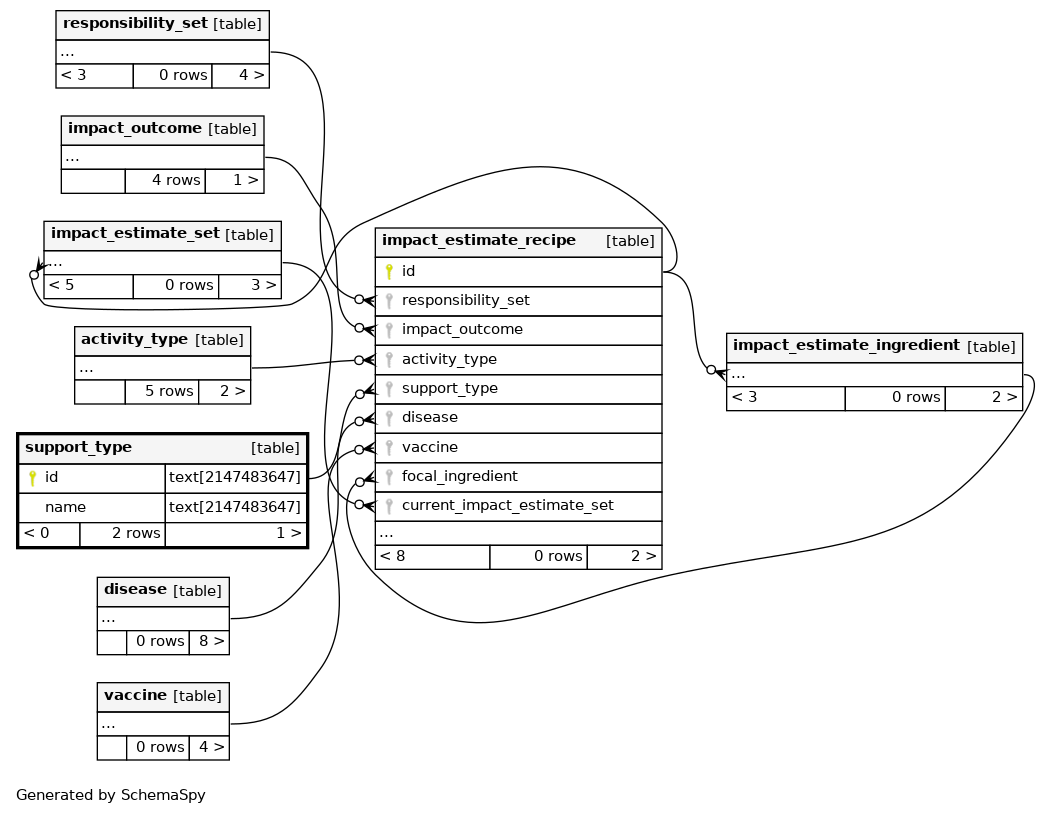 responsibility_set [table]
...
< 3 0 rows 4 >
impact_outcome [table]
...
4 rows 1 >
impact_estimate_set [table]
...
< 5 0 rows 3 >
activity_type [table]
...
5 rows 2 >
support_type [table]
id text[2147483647]
name text[2147483647]
< 0 2 rows 1 >
disease [table]
...
0 rows 8 >
vaccine [table]
...
0 rows 4 >
impact_estimate_recipe [table]
id
responsibility_set
impact_outcome
activity_type
support_type
disease
vaccine
focal_ingredient
current_impact_estimate_set
...
< 8 0 rows 2 >
impact_estimate_ingredient [table]
...
< 3 0 rows 2 >
Generated by SchemaSpy